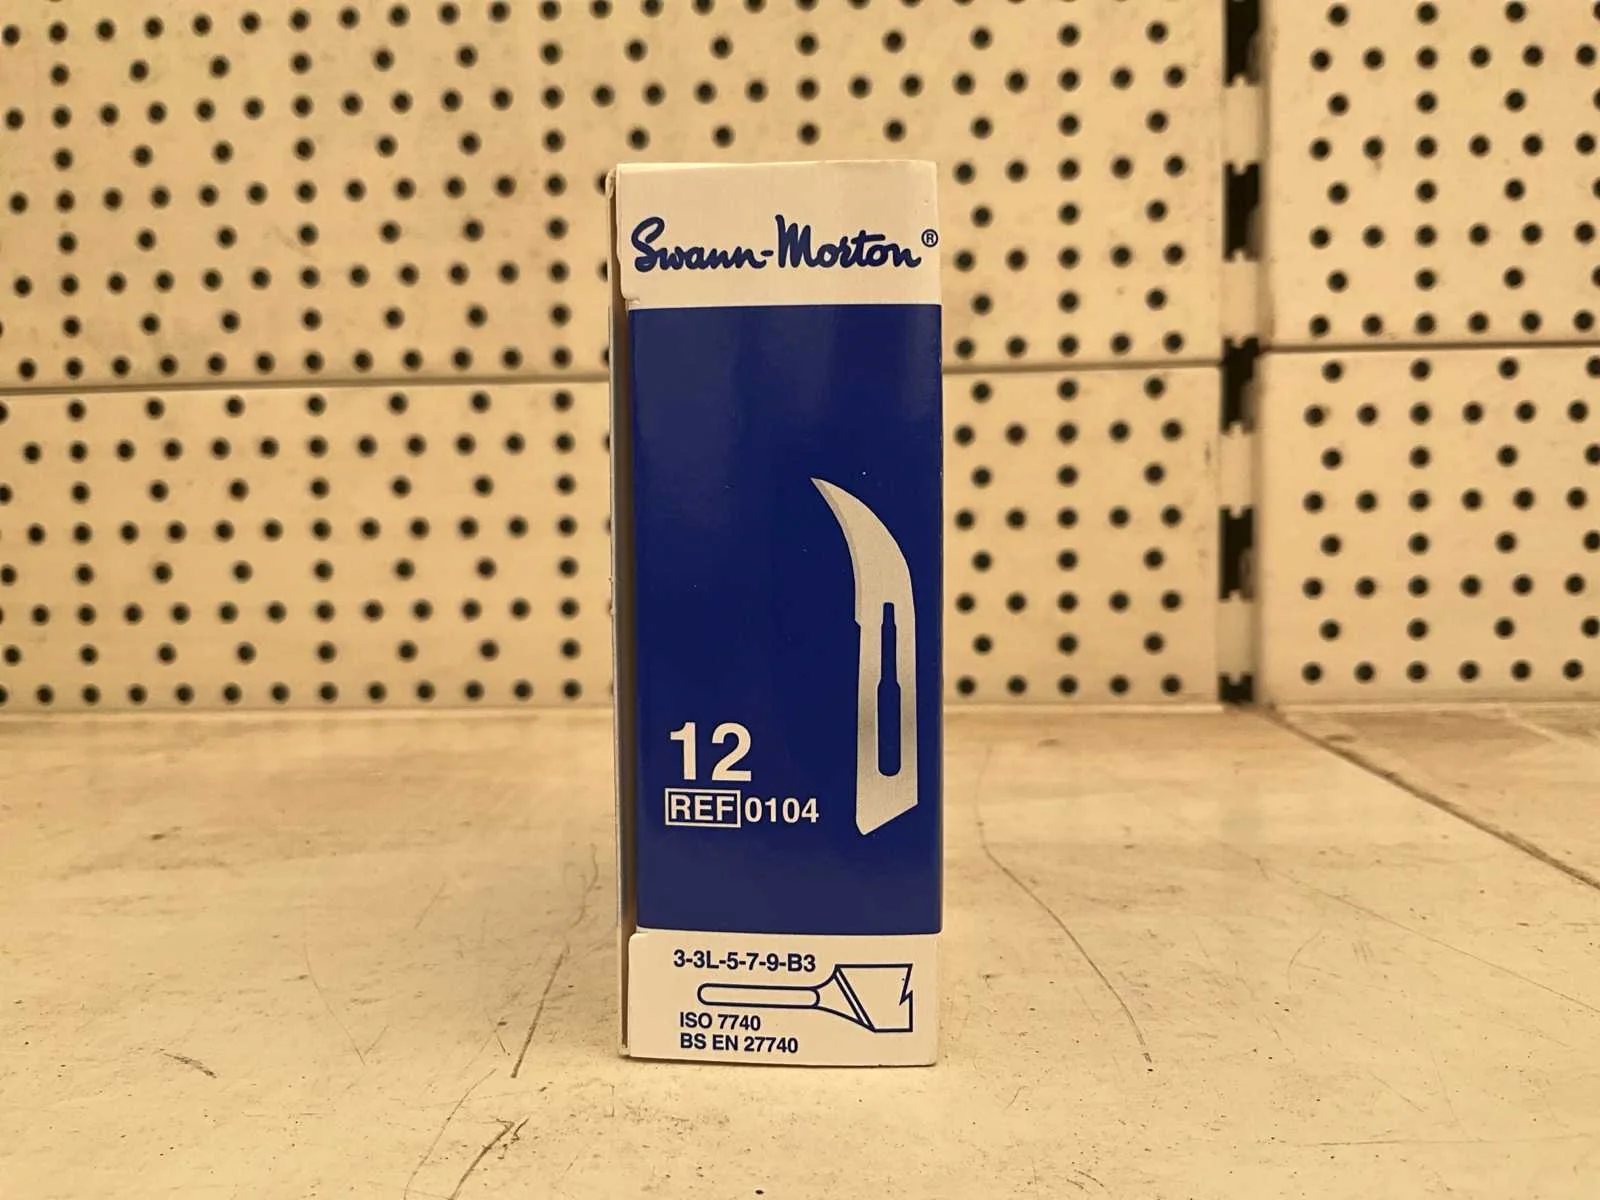 Swann-Morton®
12
REF 0104
3-3L-5-7-9-B3
ISO 7740
BS EN 27740